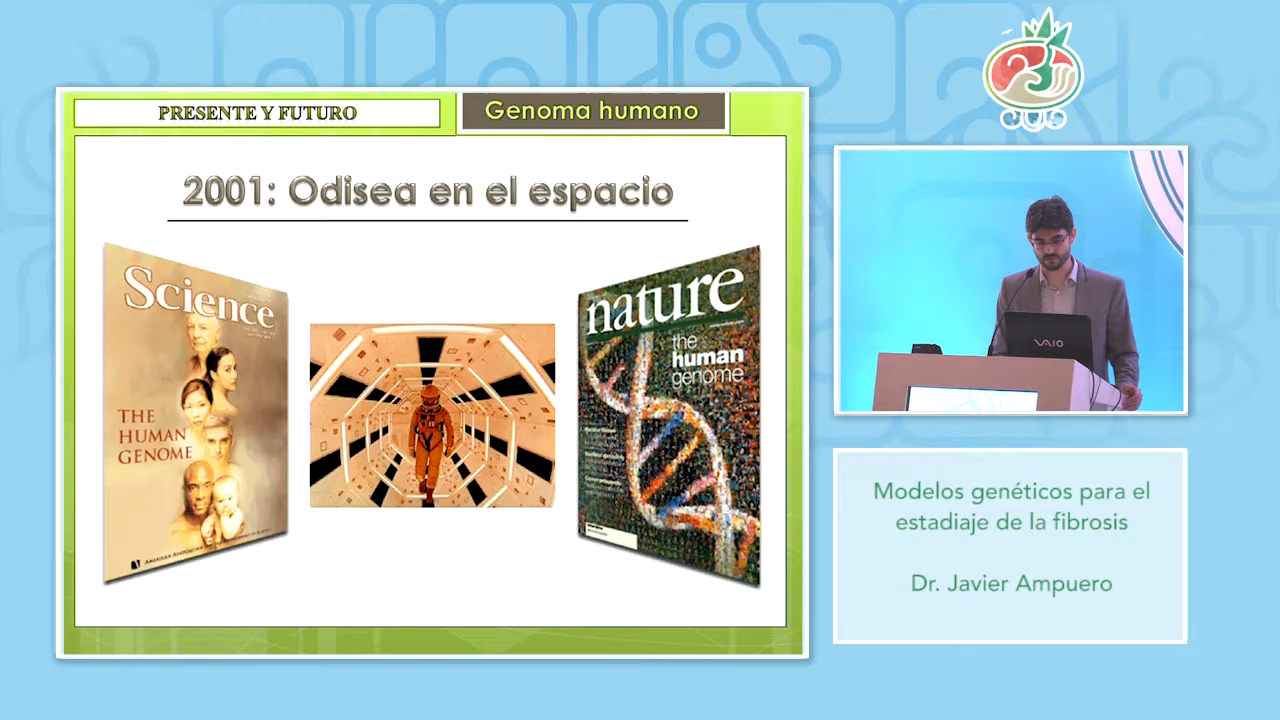 PRESENTE Y FUTURO
Genoma humano
2001: Odisea en el espacio
Science
THE
HUMAN
GENOME
nature
the
human
genome
VAIO
Modelos genéticos para el
estadiaje de la fibrosis
Dr. Javier Ampuero